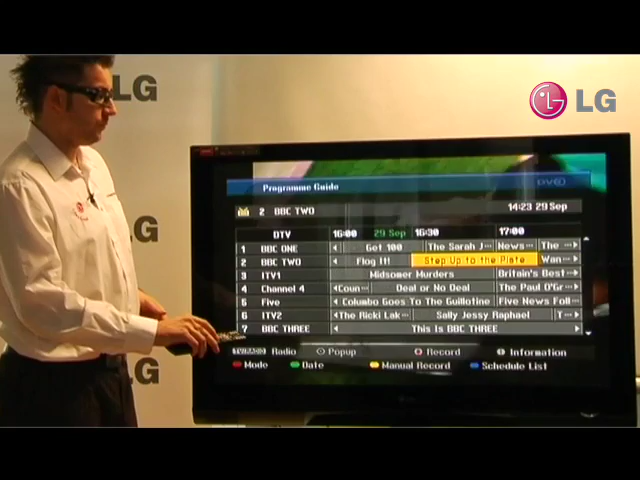 LG
LG
Programme Guide
2 BBC TWO
14:23 29 Sep
DTV 16:00 29 Sep 16:30 17:00
1 BBC ONE Get 100 The Sarah J··· News ··· The ···
2 BBC TWO Flog It! Step Up to the Plate Wan ···
3 ITV1 Midsomer Murders Britain's Best
4 Channel 4 <Coun Deal or No Deal The Paul O'Gr
5 Five Columbo Goes To The Guillotine Five News Foll
6 ITV2 <The Ricki Lak ··· Sally Jessy Raphael T ···
7 BBC THREE This Is BBC THREE
TV/RADIO Radio Popup Record Information
Mode Date Manual Record Schedule List
LG